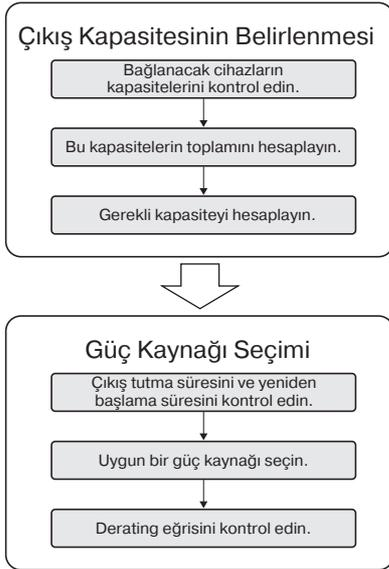 Çıkış Kapasitesinin Belirlenmesi
Bağlanacak cihazların
kapasitelerini kontrol edin.
Bu kapasitelerin toplamını hesaplayın.
Gerekli kapasiteyi hesaplayın.
Güç Kaynağı Seçimi
Çıkış tutma süresini ve yeniden
başlama süresini kontrol edin.
Uygun bir güç kaynağı seçin.
Derating eğrisini kontrol edin.